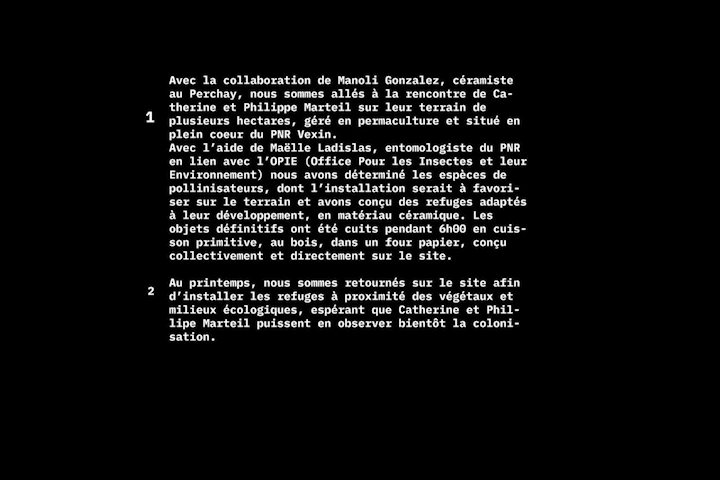 Avec la collaboration de Manoli Gonzalez, céramiste
au Perchay, nous sommes allés à la rencontre de Ca-
therine et Philippe Marteil sur leur terrain de
1
plusieurs hectares, géré en permaculture et situé en
plein coeur du PNR Vexin.
Avec l’aide de Maëlle Ladislas, entomologiste du PNR
en lien avec l’OPIE (Office Pour les Insectes et leur
Environnement) nous avons déterminé les espèces de
pollinisateurs, dont l’installation serait à favori-
ser sur le terrain et avons conçu des refuges adaptés
à leur développement, en matériau céramique. Les
objets définitifs ont été cuits pendant 6h00 en cuis-
son primitive, au bois, dans un four papier, conçu
collectivement et directement sur le site.
Au printemps, nous sommes retournés sur le site afin
2
d’installer les refuges à proximité des végétaux et
milieux écologiques, espérant que Catherine et Phil-
lipe Marteil puissent en observer bientôt la coloni-
sation.